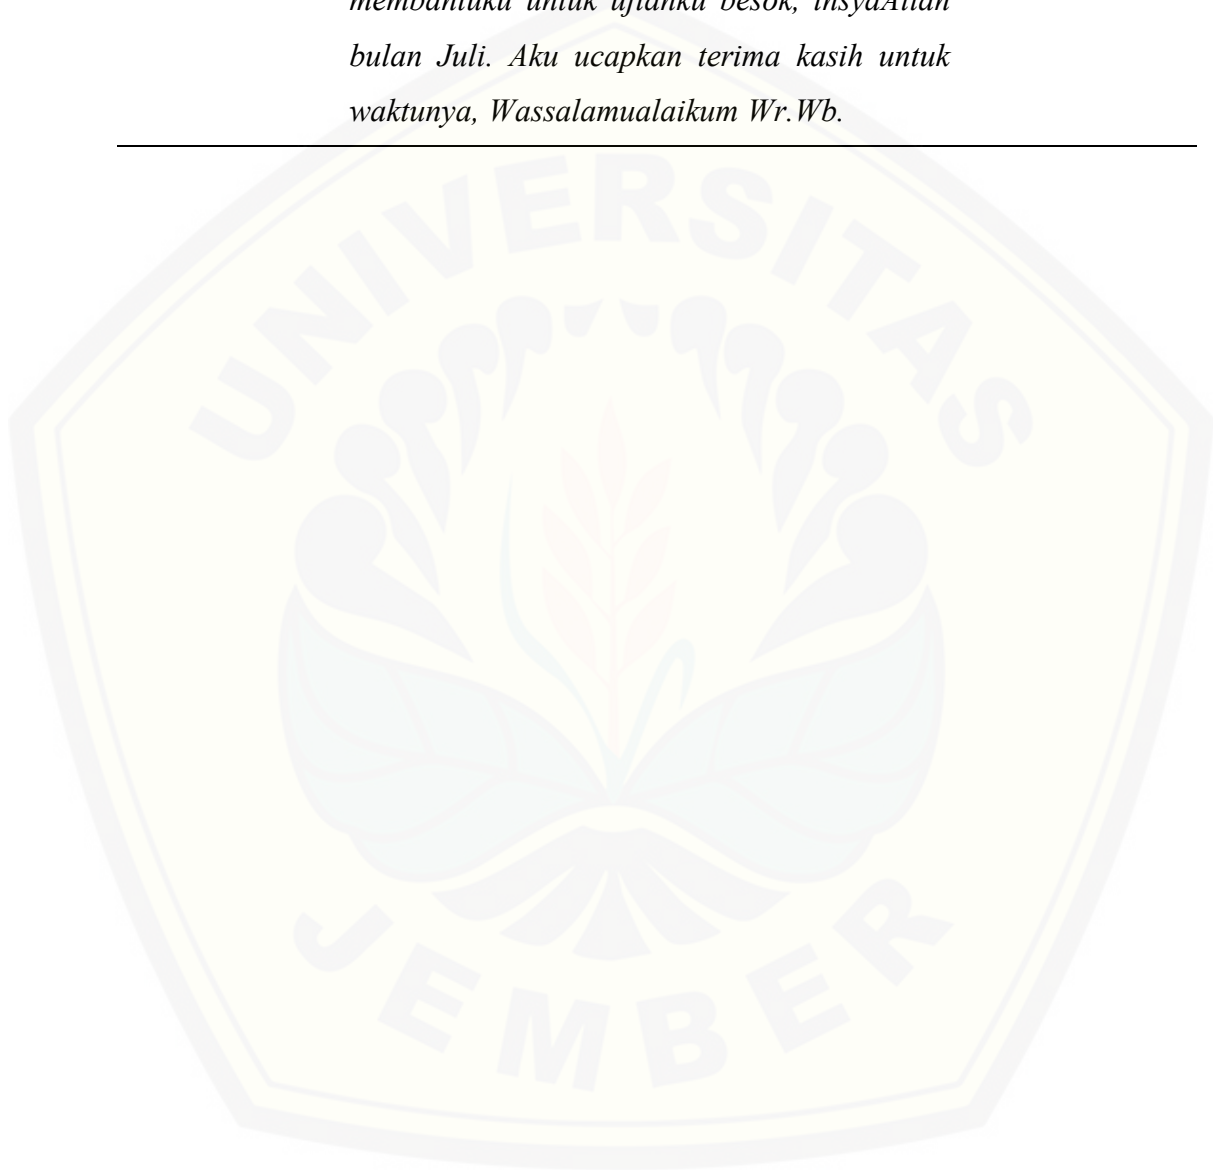 membantuku untuk ujianku besok, insyaAllah
bulan Juli. Aku ucapkan terima kasih untuk
waktunya, Wassalamualaikum Wr.Wb.
UNIVERSITAS
JEMBER